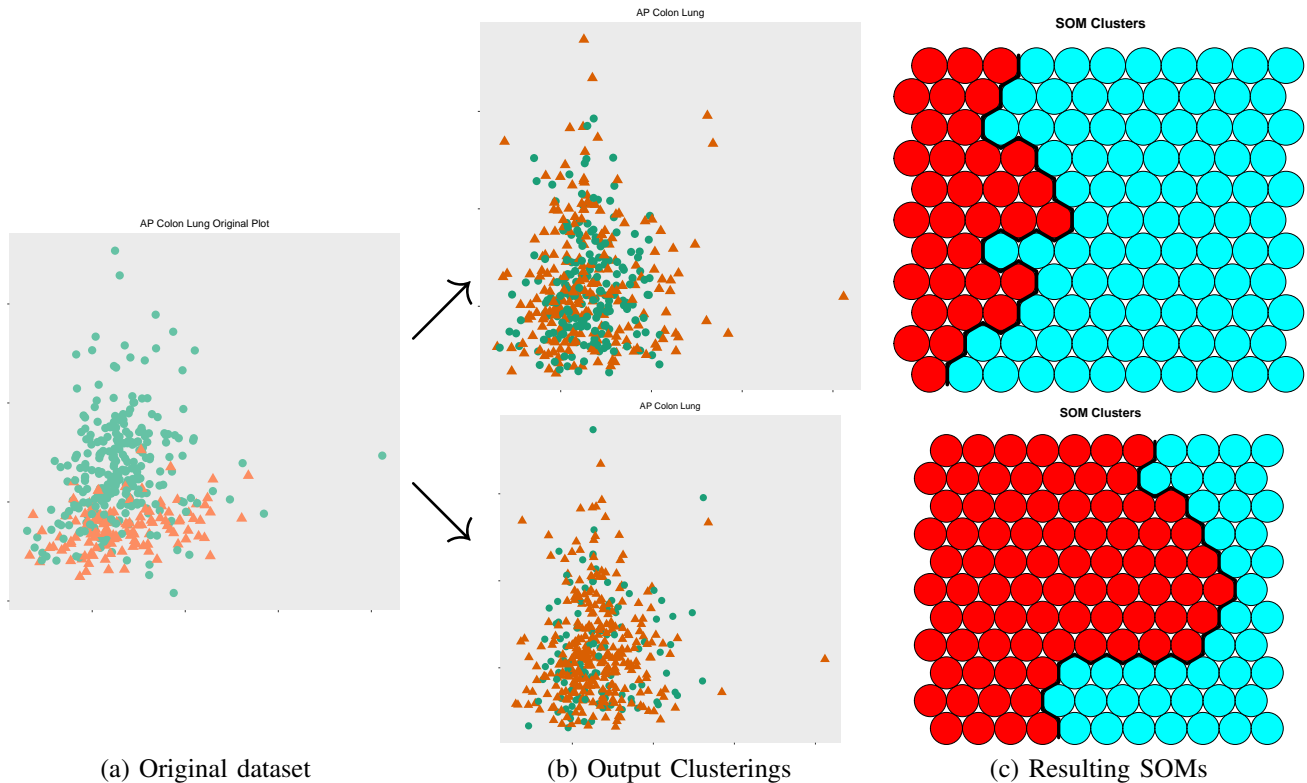 AP Colon Lung
SOM Clusters
AP Colon Lung Original Plot
AP Colon Lung
SOM Clusters
(a) Original dataset
(b) Output Clusterings
(c) Resulting SOMs